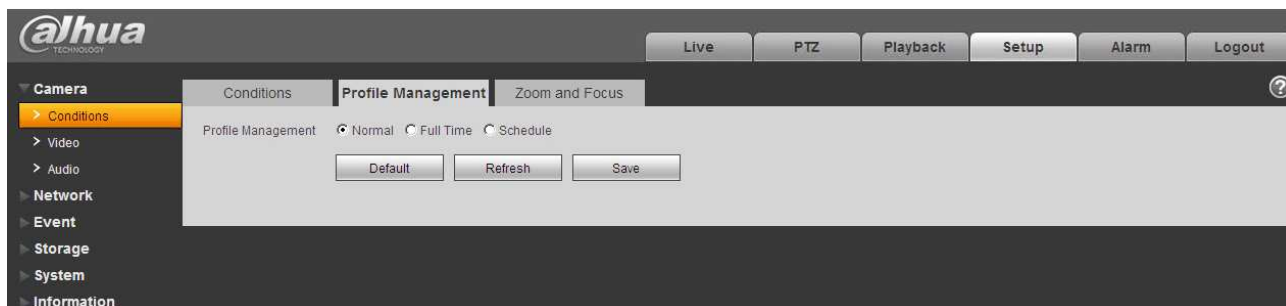 alhua
TECHNOLOGY
Live PTZ Playback Setup Alarm Logout
Camera
Conditions
Video
Audio
Network
Event
Storage
System
Information
Conditions Profile Management Zoom and Focus
?
Profile Management Normal Full Time Schedule
Default Refresh Save